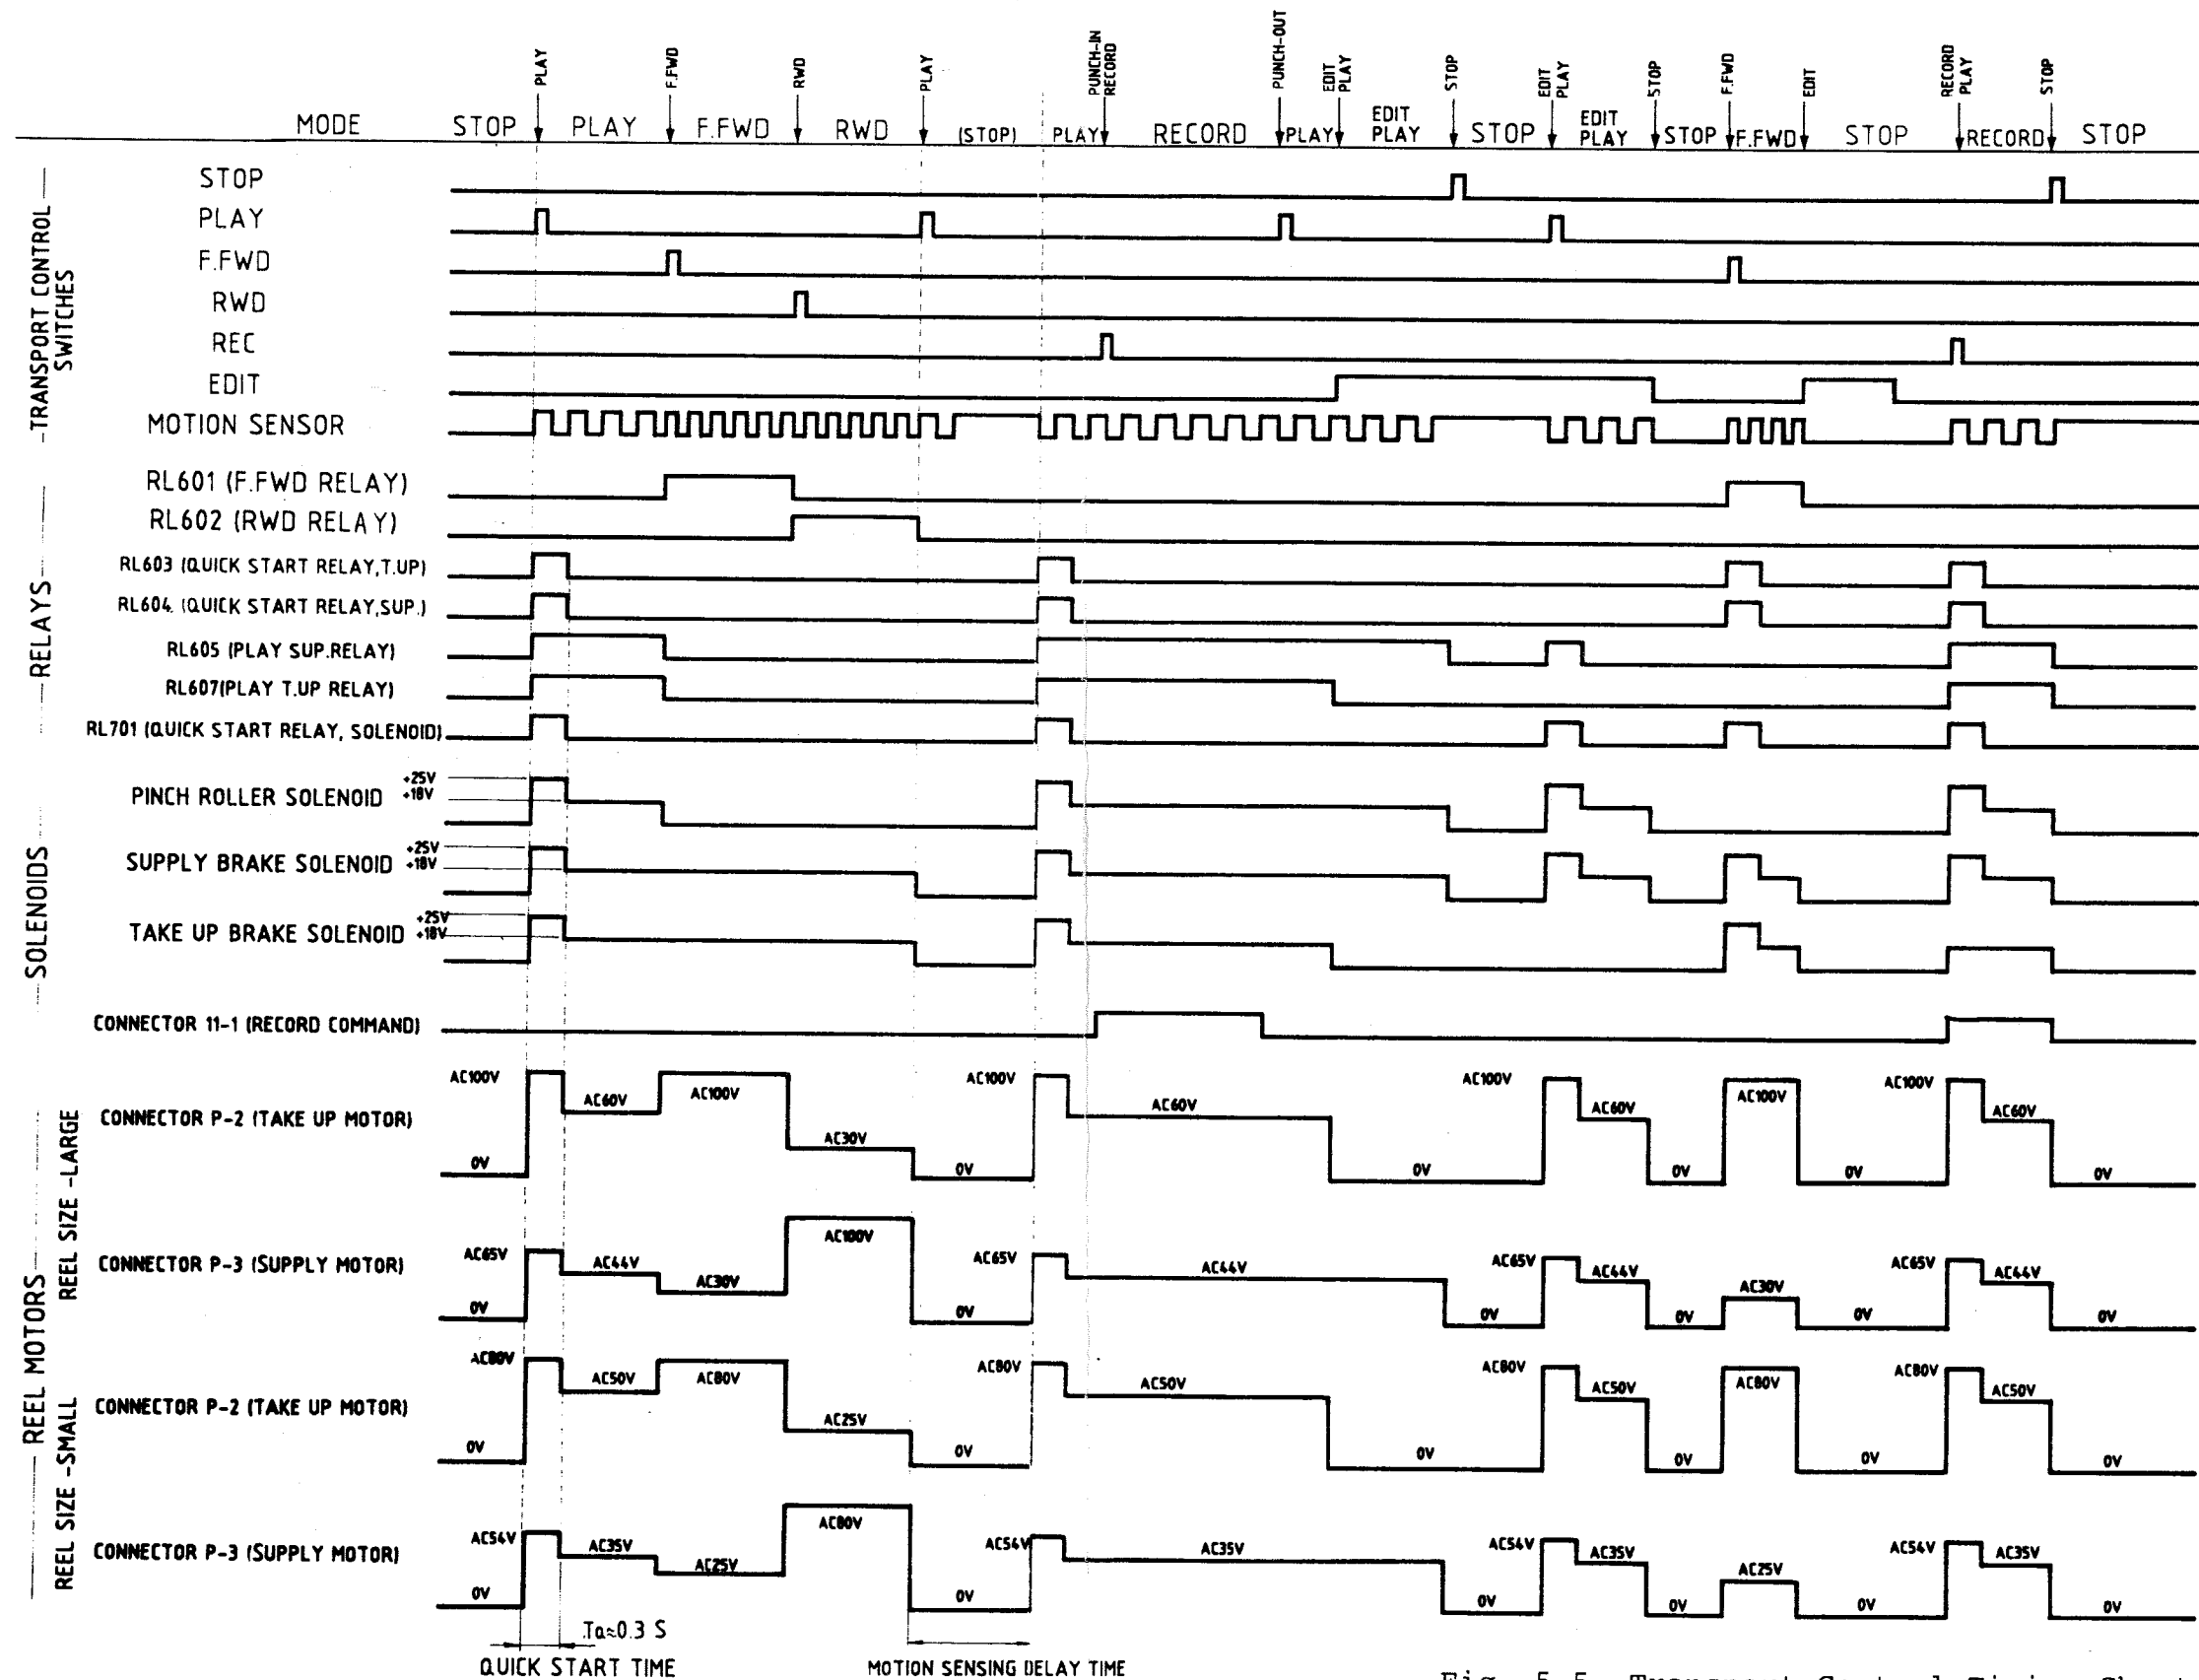 PLAY
F.FWD
RWD
PLAY
PUNCH-IN
RECORD
PUNCH-OUT
EDIT
PLAY
STOP
EDIT
PLAY
STOP
F.FWD
EDIT
RECORD
PLAY
STOP
MODE STOP PLAY F.FWD RWD (STOP) PLAY RECORD PLAY EDIT PLAY STOP EDIT PLAY STOP F.FWD STOP RECORD STOP
TRANSPORT CONTROL
SWITCHES
STOP
PLAY
F.FWD
RWD
REC
EDIT
MOTION SENSOR
RELAYS
RL601 (F.FWD RELAY)
RL602 (RWD RELAY)
RL603 (QUICK START RELAY,T.UP)
RL604. (QUICK START RELAY,SUP.)
RL605 (PLAY SUP.RELAY)
RL607(PLAY T.UP RELAY)
RL701 (QUICK START RELAY, SOLENOID)
SOLENOIDS
PINCH ROLLER SOLENOID +25V +18V
SUPPLY BRAKE SOLENOID +25V +18V
TAKE UP BRAKE SOLENOID +25V +18V
CONNECTOR 11-1 (RECORD COMMAND)
REEL MOTORS
REEL SIZE -LARGE
CONNECTOR P-2 (TAKE UP MOTOR)
AC100V 0V AC60V AC100V AC30V 0V AC100V AC60V 0V AC100V AC60V 0V AC100V 0V AC100V AC60V 0V
CONNECTOR P-3 (SUPPLY MOTOR)
AC65V 0V AC44V AC30V AC100V 0V AC65V AC44V 0V AC65V AC44V 0V AC30V 0V AC65V AC44V 0V
REEL SIZE -SMALL
CONNECTOR P-2 (TAKE UP MOTOR)
AC80V 0V AC50V AC80V AC25V 0V AC80V AC50V 0V AC80V AC50V 0V AC80V 0V AC80V AC50V 0V
CONNECTOR P-3 (SUPPLY MOTOR)
AC54V 0V AC35V AC25V AC80V 0V AC54V AC35V 0V AC54V AC35V 0V AC25V 0V AC54V AC35V 0V
Ta≈0.3 S
QUICK START TIME
MOTION SENSING DELAY TIME
Fig. 5-5